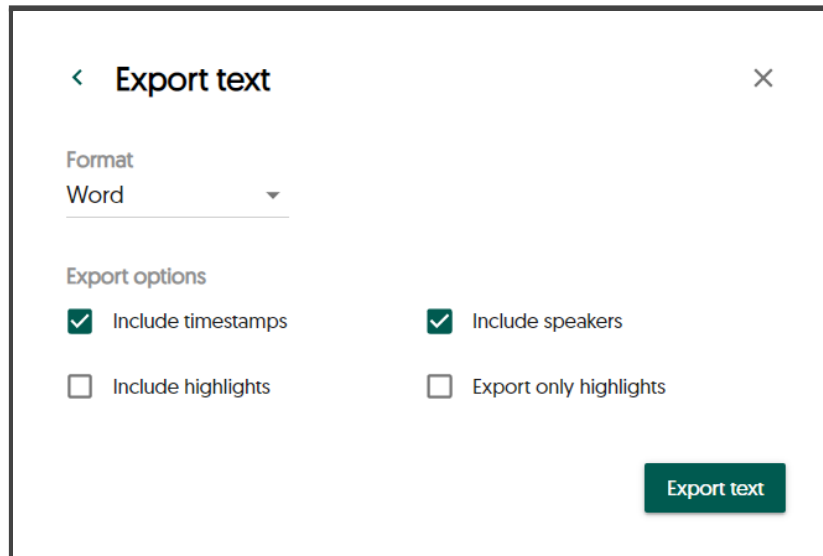 Export text
Format
Word
Export options
Include timestamps
Include speakers
Include highlights
Export only highlights
Export text